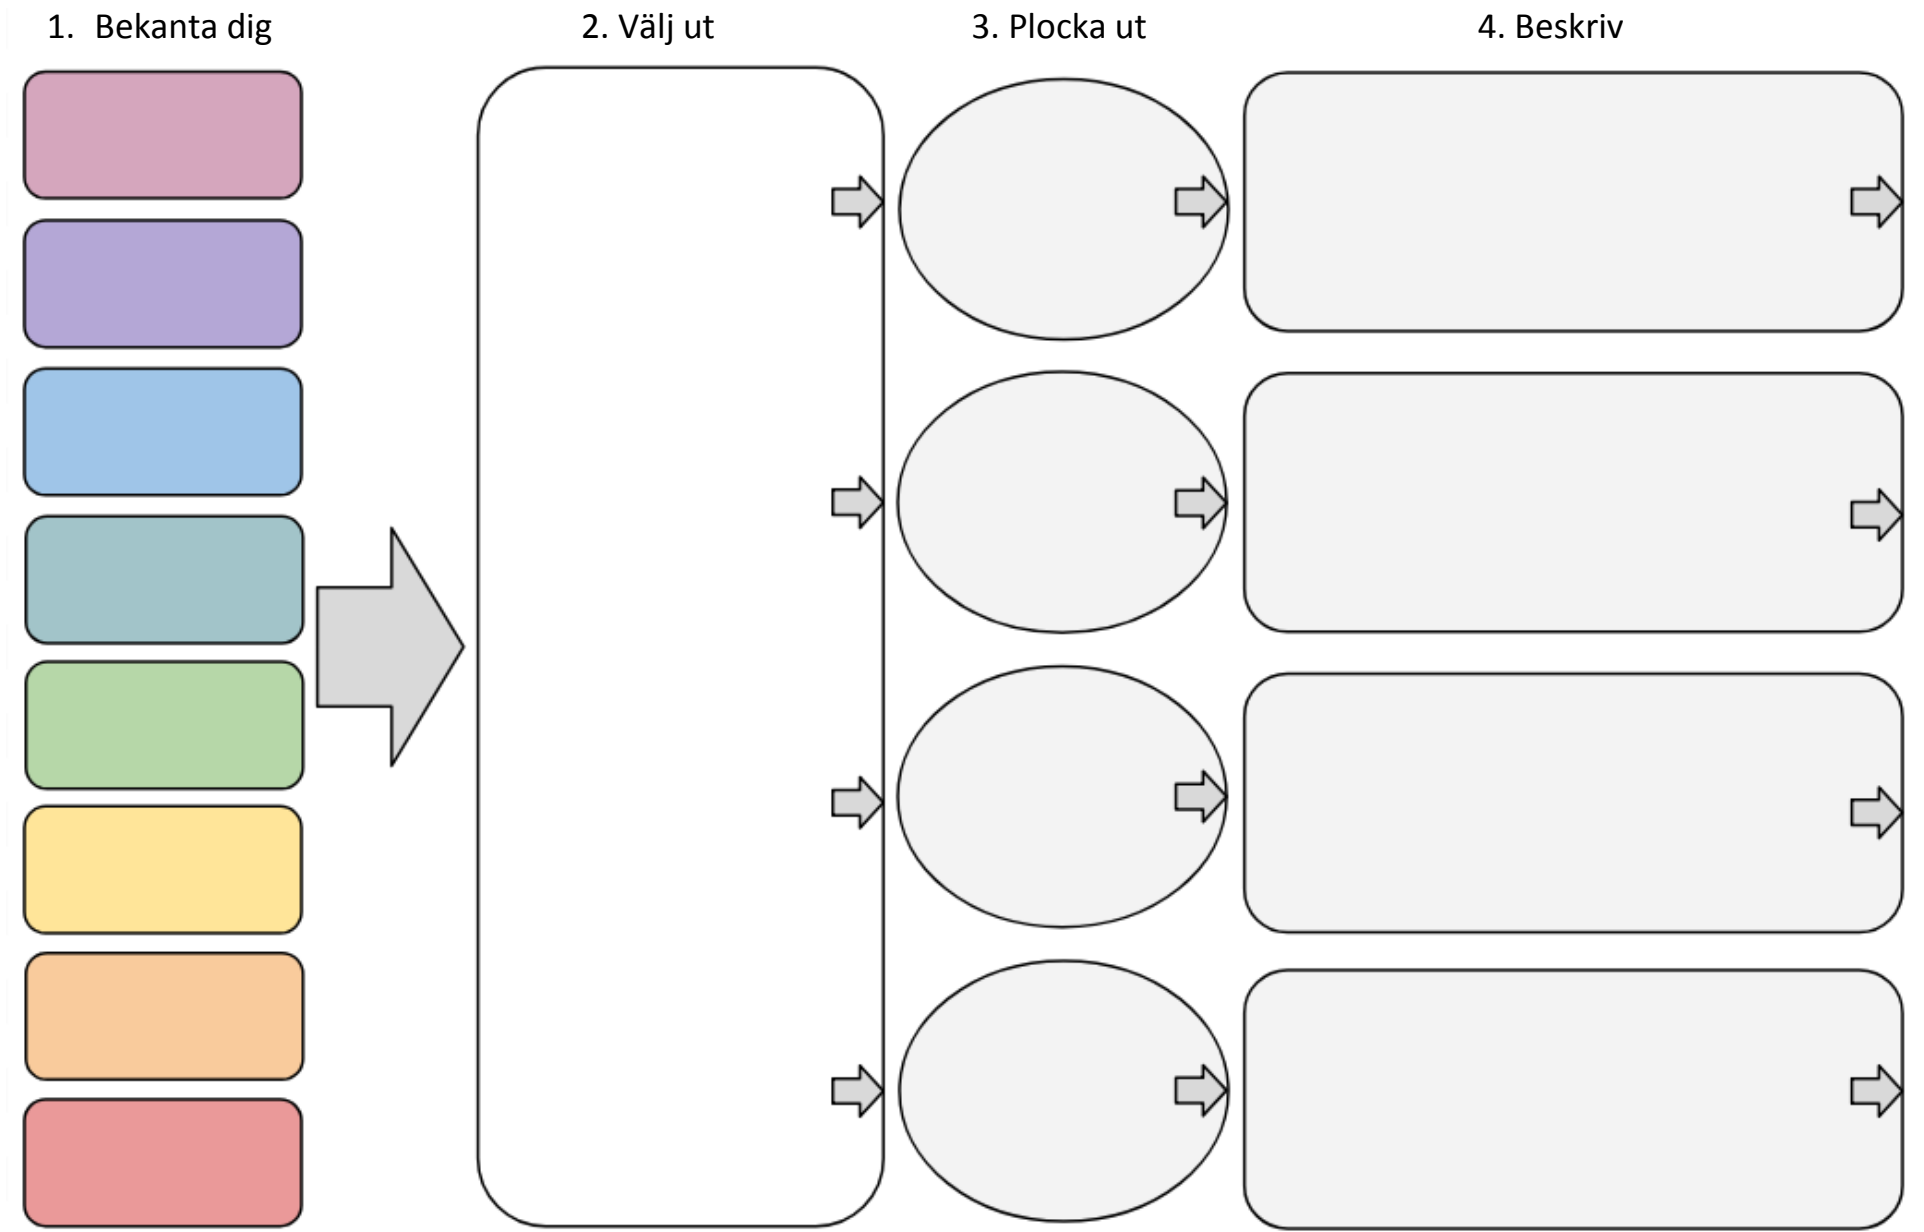 1. Bekanta dig
2. Välj ut
3. Plocka ut
4. Beskriv